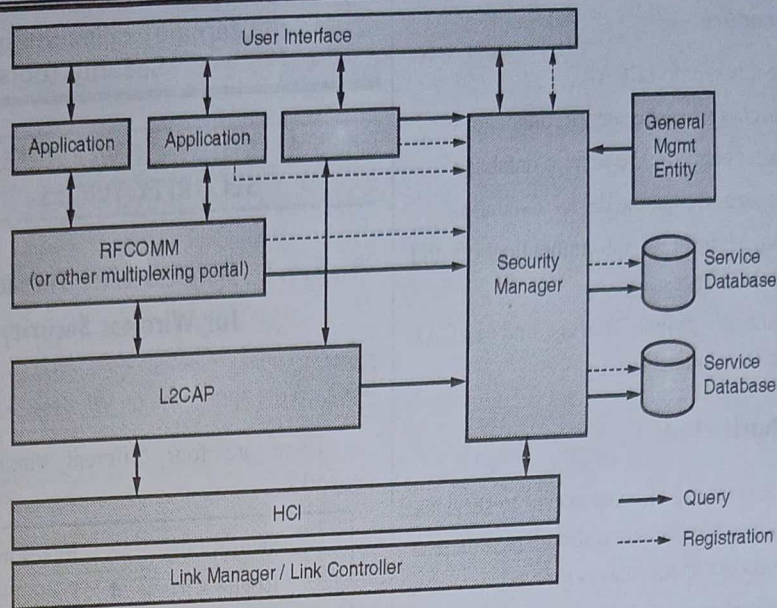 User Interface
Application
Application
General
Mgmt
Entity
RFCOMM
(or other multiplexing portal)
Security
Manager
Service
Database
L2CAP
Service
Database
HCI
Query
Registration
Link Manager / Link Controller